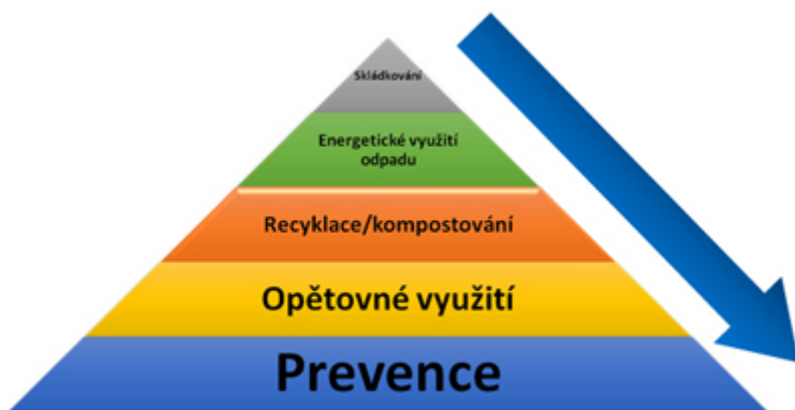 Skládkování
Energetické využití
odpadu
Recyklace/kompostování
Opětovné využití
Prevence